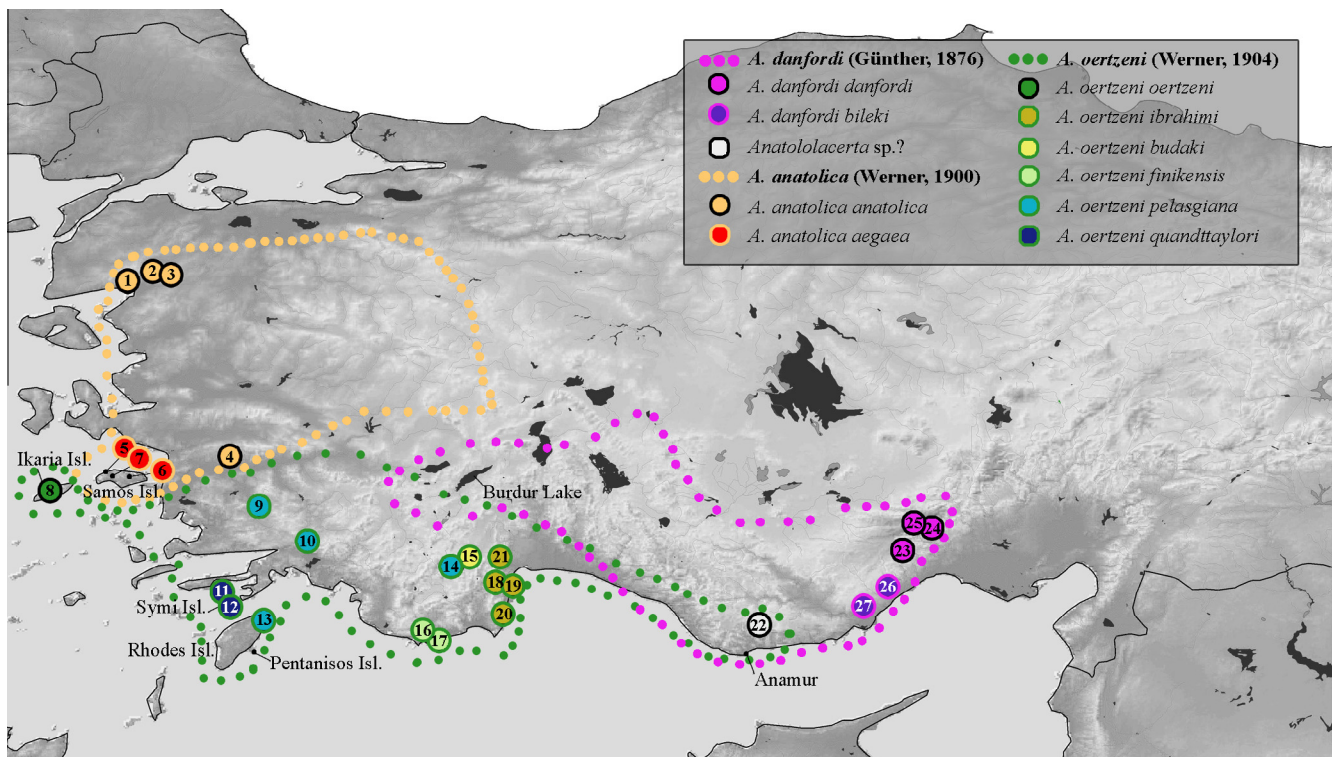 A. danfordi (Günther, 1876)
A. danfordi danfordi
A. danfordi bileki
Anatololacerta sp.?
A. anatolica (Werner, 1900)
A. anatolica anatolica
A. anatolica aegaea
A. oertzeni (Werner, 1904)
A. oertzeni oertzeni
A. oertzeni ibrahimi
A. oertzeni budaki
A. oertzeni finikensis
A. oertzeni pelasgiana
A. oertzeni quandttaylori
1
2
3
4
5
7
6
Ikaria Isl.
8
Samos Isl.
Burdur Lake
9
10
25
24
23
14
15
21
18
19
20
11
12
Symi Isl.
13
16
17
26
27
22
Rhodes Isl.
Pentanisos Isl.
Anamur